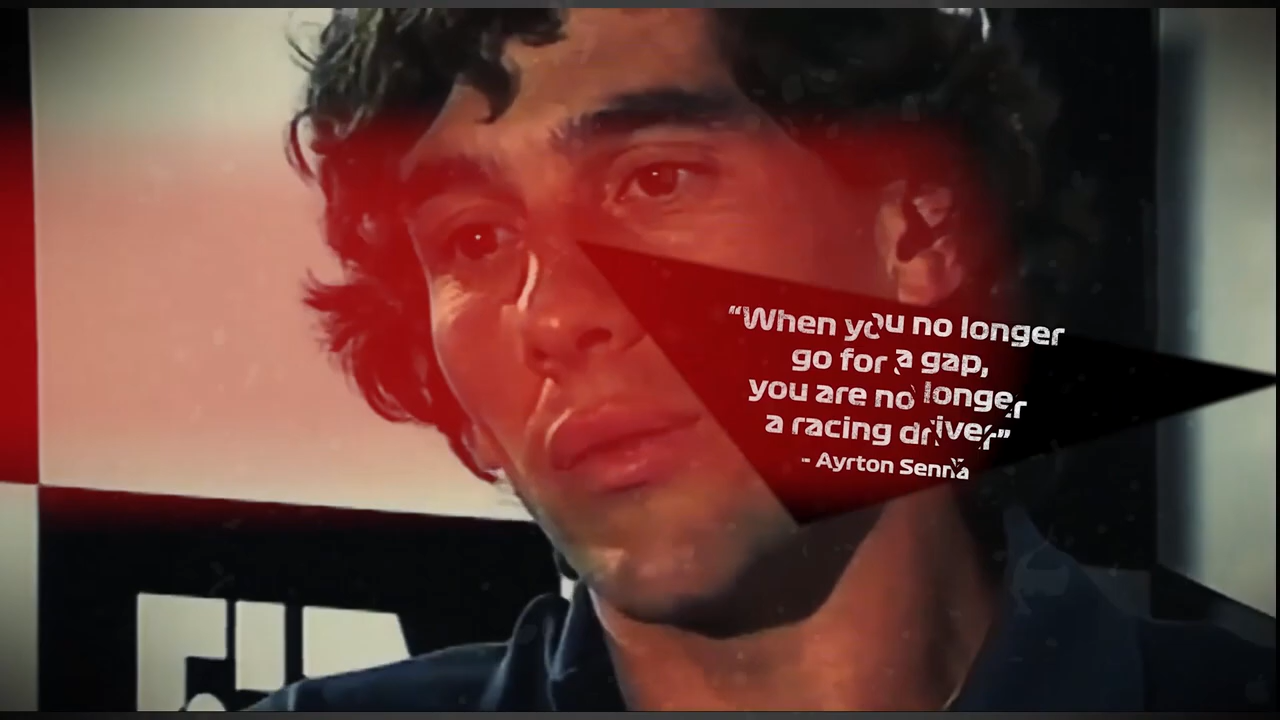 “When you no longer
go for a gap,
you are no longer
a racing driver”
- Ayrton Senna